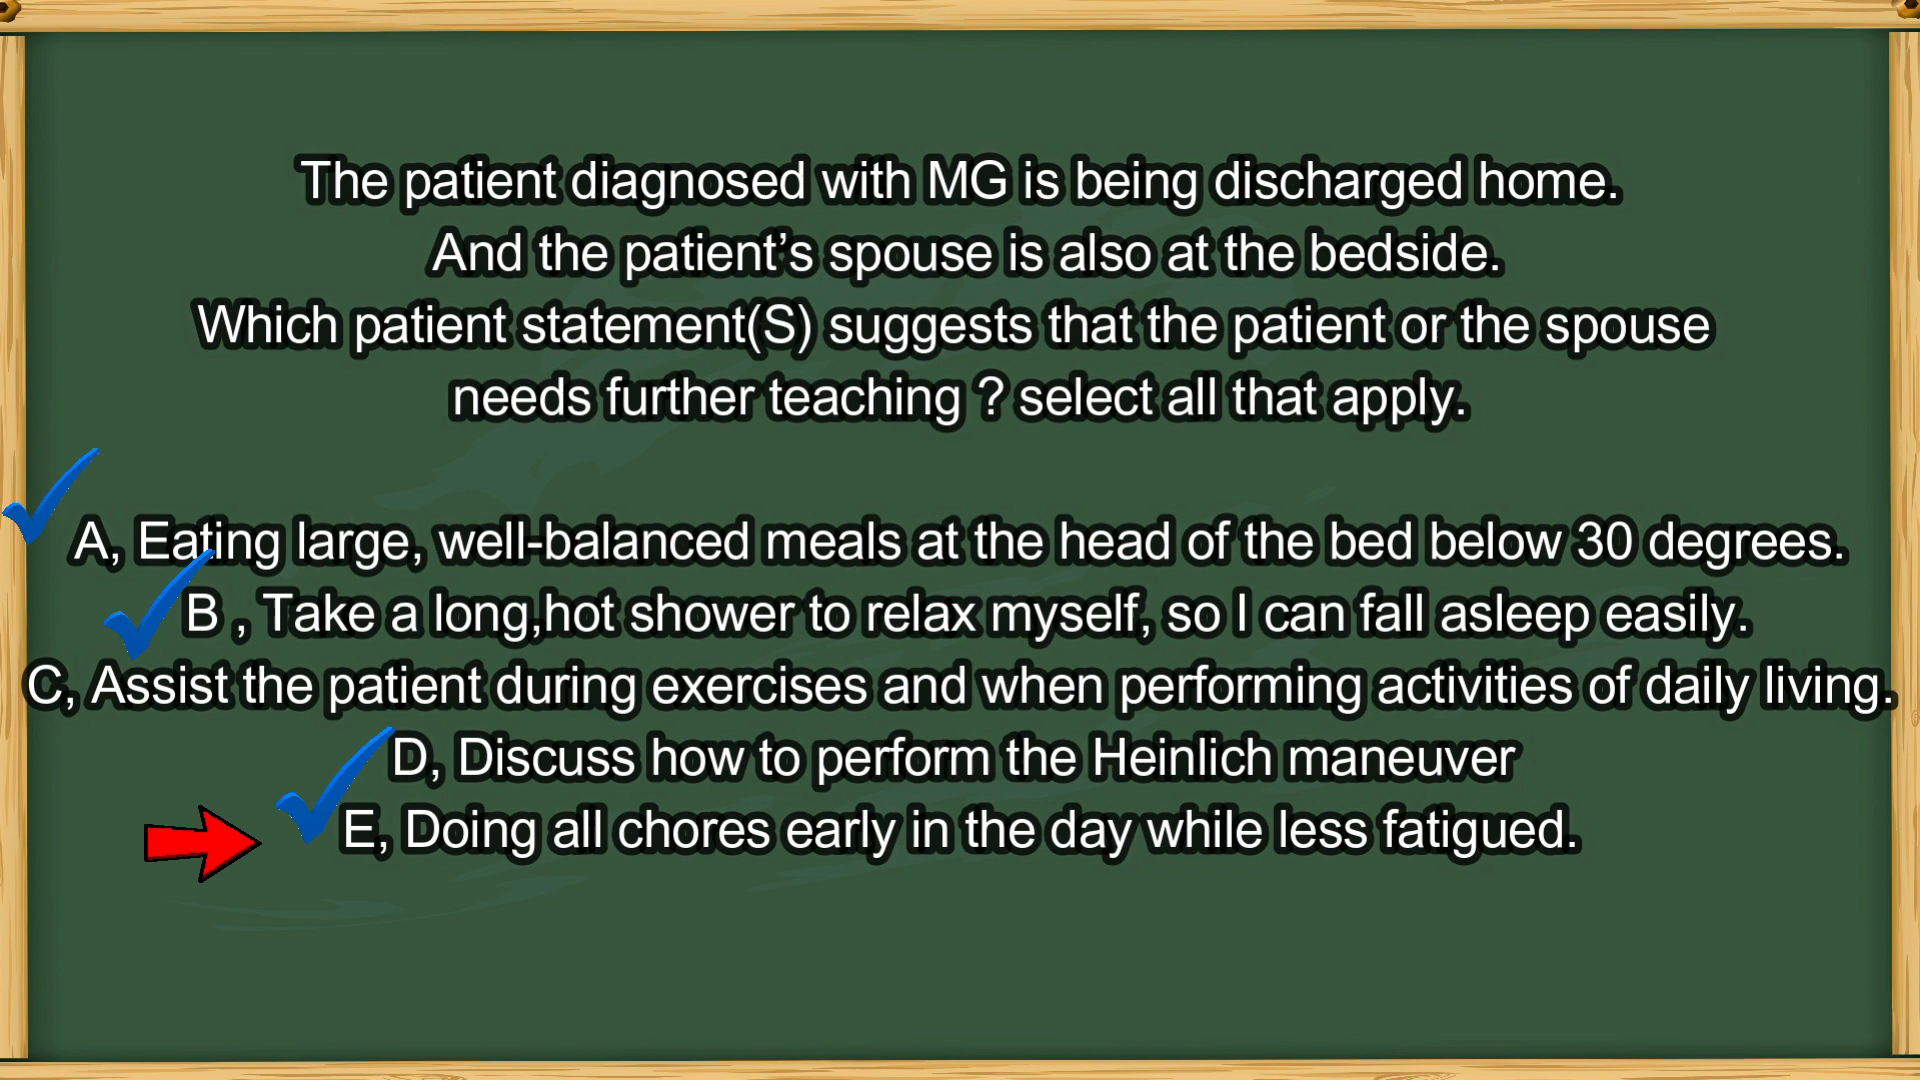 The patient diagnosed with MG is being discharged home.
And the patient’s spouse is also at the bedside.
Which patient statement(S) suggests that the patient or the spouse
needs further teaching ? select all that apply.
A, Eating large, well-balanced meals at the head of the bed below 30 degrees.
B , Take a long,hot shower to relax myself, so I can fall asleep easily.
C, Assist the patient during exercises and when performing activities of daily living.
D, Discuss how to perform the Heinlich maneuver
E, Doing all chores early in the day while less fatigued.